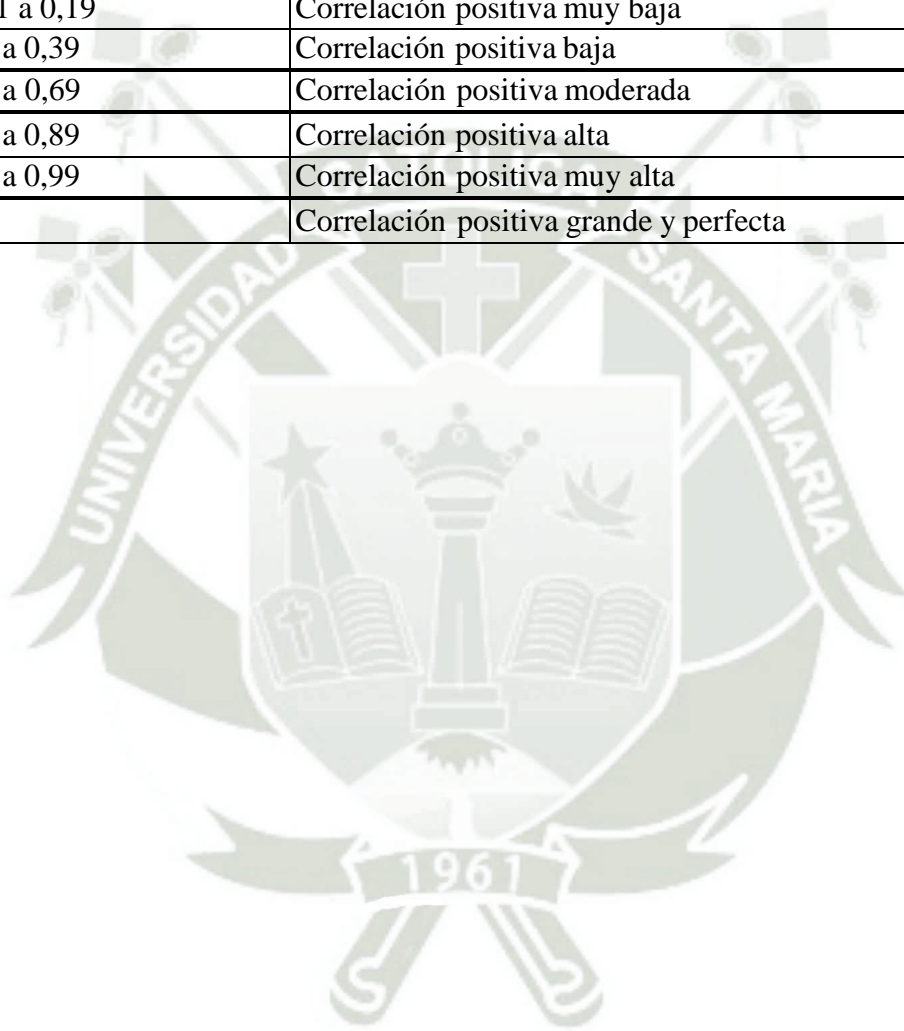 1 a 0,19 Correlación positiva muy baja
a 0,39 Correlación positiva baja
a 0,69 Correlación positiva moderada
a 0,89 Correlación positiva alta
a 0,99 Correlación positiva muy alta
Correlación positiva grande y perfecta
UNIVERSIDAD CATOLICA SANTA MARIA
1961